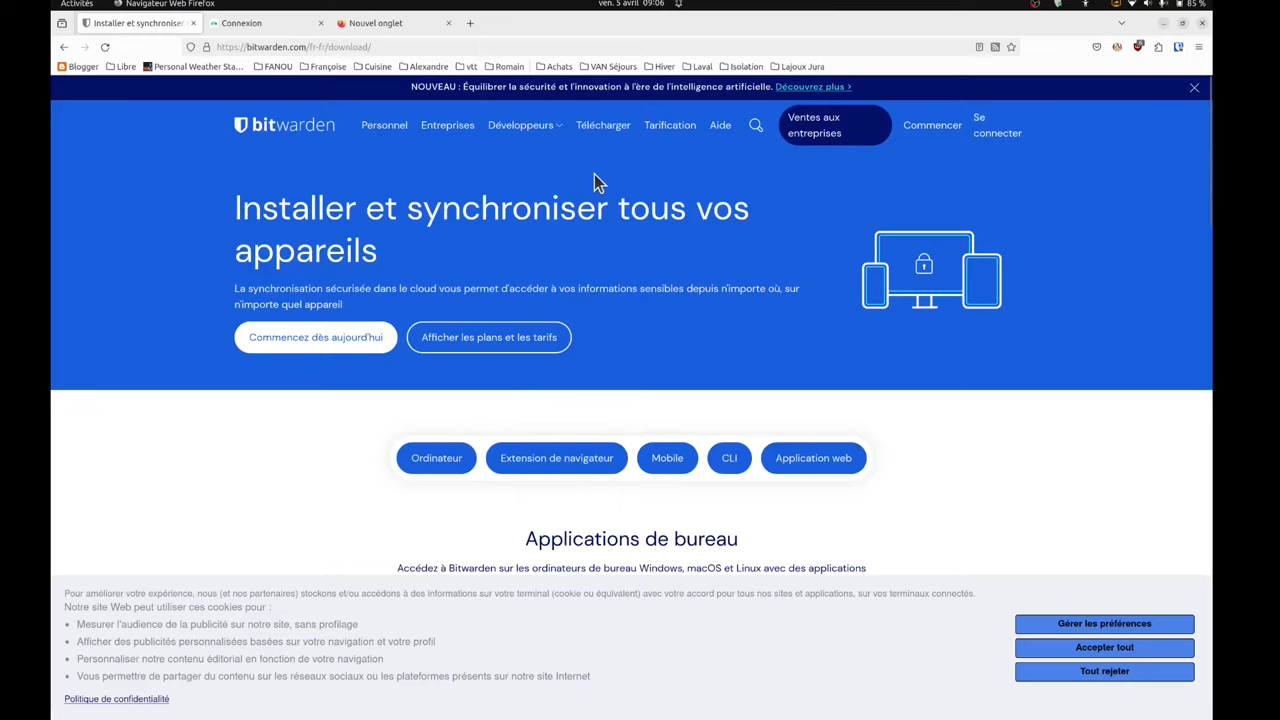 Activités
Navigateur Web Firefox
ven. 5 avril 09:06
85 %
Installer et synchroniser
Connexion
Nouvel onglet
https://bitwarden.com/fr-fr/download/
Blogger
Libre
Personal Weather Sta…
FANOU
Françoise
Cuisine
Alexandre
vtt
Romain
Achats
VAN Séjours
Hiver
Laval
Isolation
Lajoux Jura
NOUVEAU : Équilibrer la sécurité et l'innovation à l'ère de l'intelligence artificielle. Découvrez plus >
bitwarden
Personnel
Entreprises
Développeurs
Télécharger
Tarification
Aide
Ventes aux
entreprises
Commencer
Se
connecter
Installer et synchroniser tous vos
appareils
La synchronisation sécurisée dans le cloud vous permet d'accéder à vos informations sensibles depuis n'importe où, sur
n'importe quel appareil
Commencez dès aujourd'hui
Afficher les plans et les tarifs
Ordinateur
Extension de navigateur
Mobile
CLI
Application web
Applications de bureau
Accédez à Bitwarden sur les ordinateurs de bureau Windows, macOS et Linux avec des applications
Pour améliorer votre expérience, nous (et nos partenaires) stockons et/ou accédons à des informations sur votre terminal (cookie ou équivalent) avec votre accord pour tous nos sites et applications, sur vos terminaux connectés.
Notre site Web peut utiliser ces cookies pour :
• Mesurer l'audience de la publicité sur notre site, sans profilage
• Afficher des publicités personnalisées basées sur votre navigation et votre profil
• Personnaliser notre contenu éditorial en fonction de votre navigation
• Vous permettre de partager du contenu sur les réseaux sociaux ou les plateformes présents sur notre site Internet
Politique de confidentialité
Gérer les préférences
Accepter tout
Tout rejeter